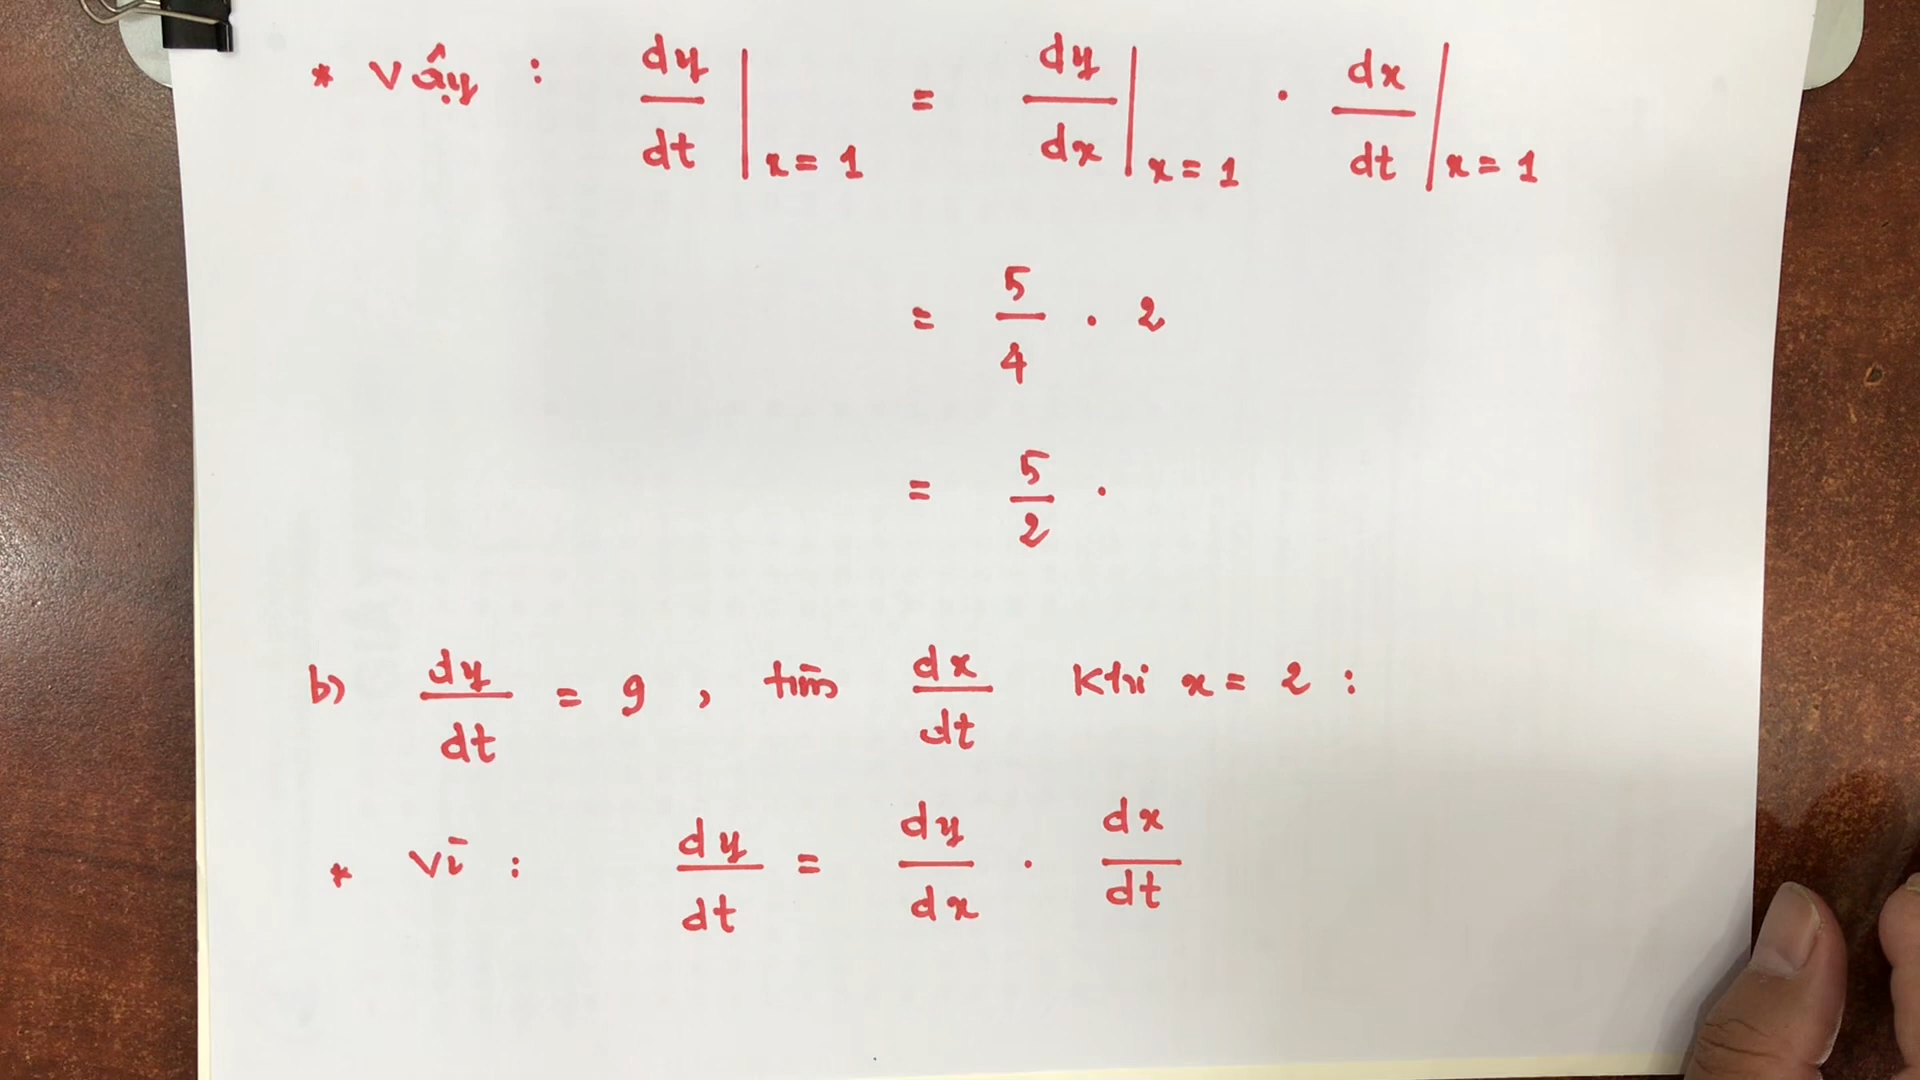 * Vậy : dy/dt |x=1 = dy/dx |x=1 . dx/dt |x=1
= 5/4 . 2
= 5/2 .
b) dy/dt = 9 , tìm dx/dt Khi x = 2 :
* Vì : dy/dt = dy/dx . dx/dt